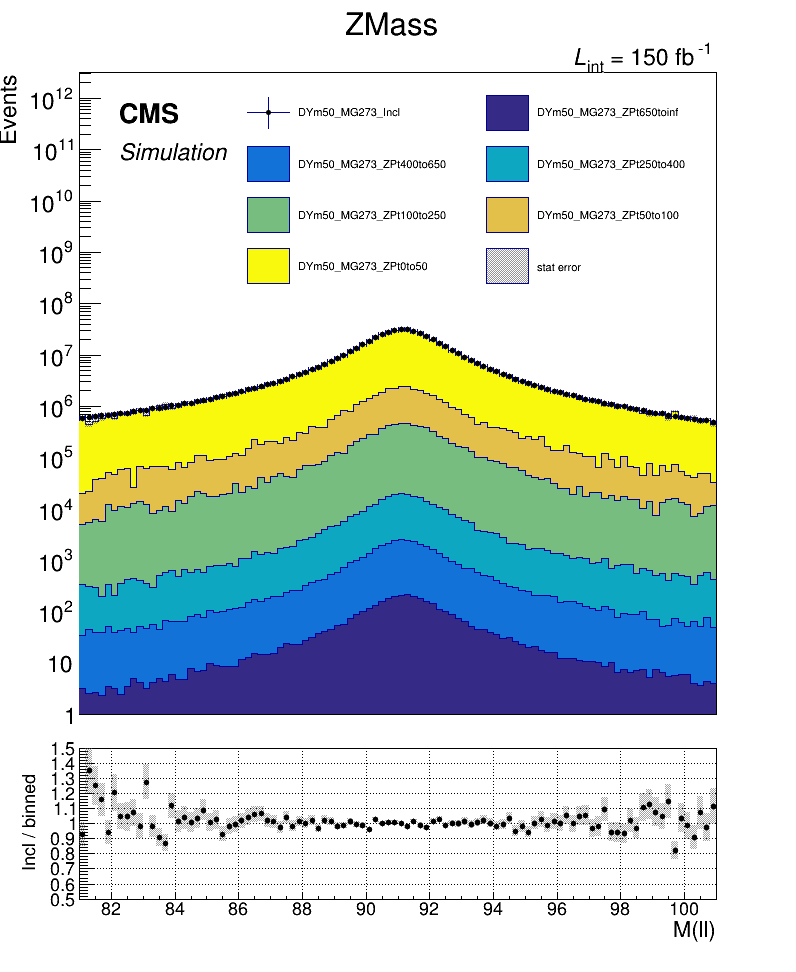 ZMass
L_int = 150 fb^-1
Events
CMS
Simulation
DYm50_MG273_Incl
DYm50_MG273_ZPt650toinf
DYm50_MG273_ZPt400to650
DYm50_MG273_ZPt250to400
DYm50_MG273_ZPt100to250
DYm50_MG273_ZPt50to100
DYm50_MG273_ZPt0to50
stat error
10^12
10^11
10^10
10^9
10^8
10^7
10^6
10^5
10^4
10^3
10^2
10
1
Incl / binned
1.5
1.4
1.3
1.2
1.1
1
0.9
0.8
0.7
0.6
0.5
82 84 86 88 90 92 94 96 98 100
M(ll)